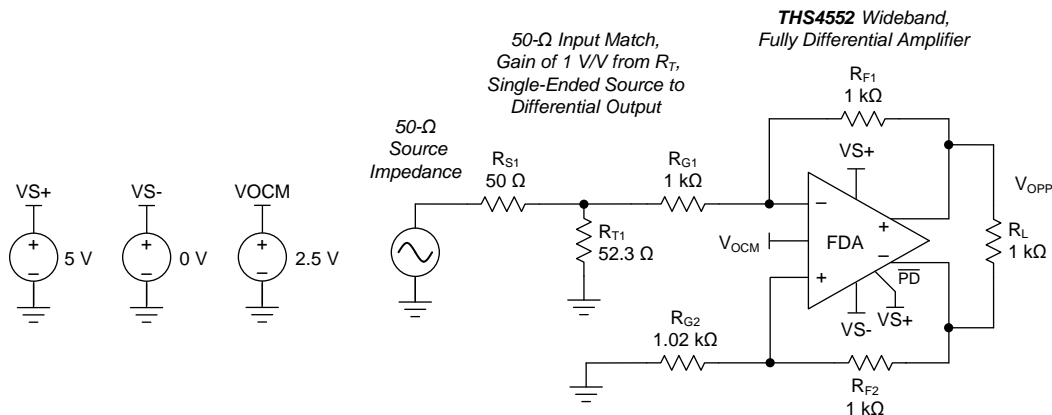 THS4552 Wideband,
Fully Differential Amplifier
50-Ω Input Match,
Gain of 1 V/V from RT,
Single-Ended Source to
Differential Output
50-Ω
Source
Impedance
RF1
1 kΩ
RS1
50 Ω
RG1
1 kΩ
VS+
VS+
VS-
VOCM
+
−
5 V
+
−
0 V
+
−
2.5 V
RT1
52.3 Ω
−
+
VOCM
FDA
+
−
PD
VOPP
RL
1 kΩ
VS-
VS+
RG2
1.02 kΩ
RF2
1 kΩ